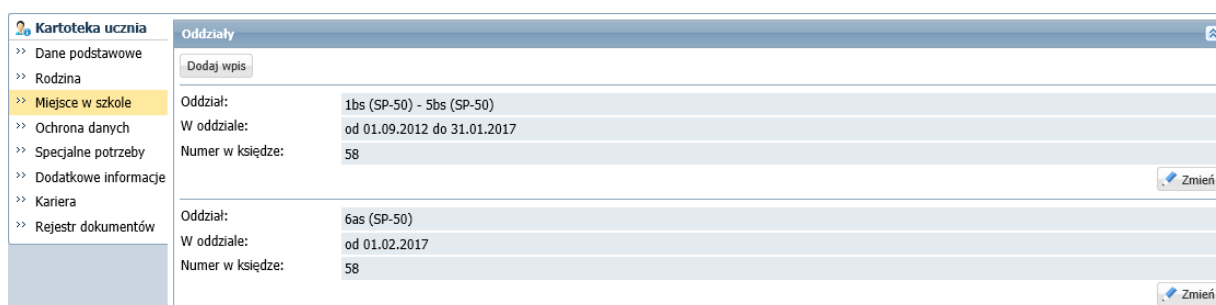 Kartoteka ucznia
Dane podstawowe
Rodzina
Miejsce w szkole
Ochrona danych
Specjalne potrzeby
Dodatkowe informacje
Kariera
Rejestr dokumentów
Oddziały
Dodaj wpis
Oddział: 1bs (SP-50) - 5bs (SP-50)
W oddziale: od 01.09.2012 do 31.01.2017
Numer w księdze: 58
Zmień
Oddział: 6as (SP-50)
W oddziale: od 01.02.2017
Numer w księdze: 58
Zmień